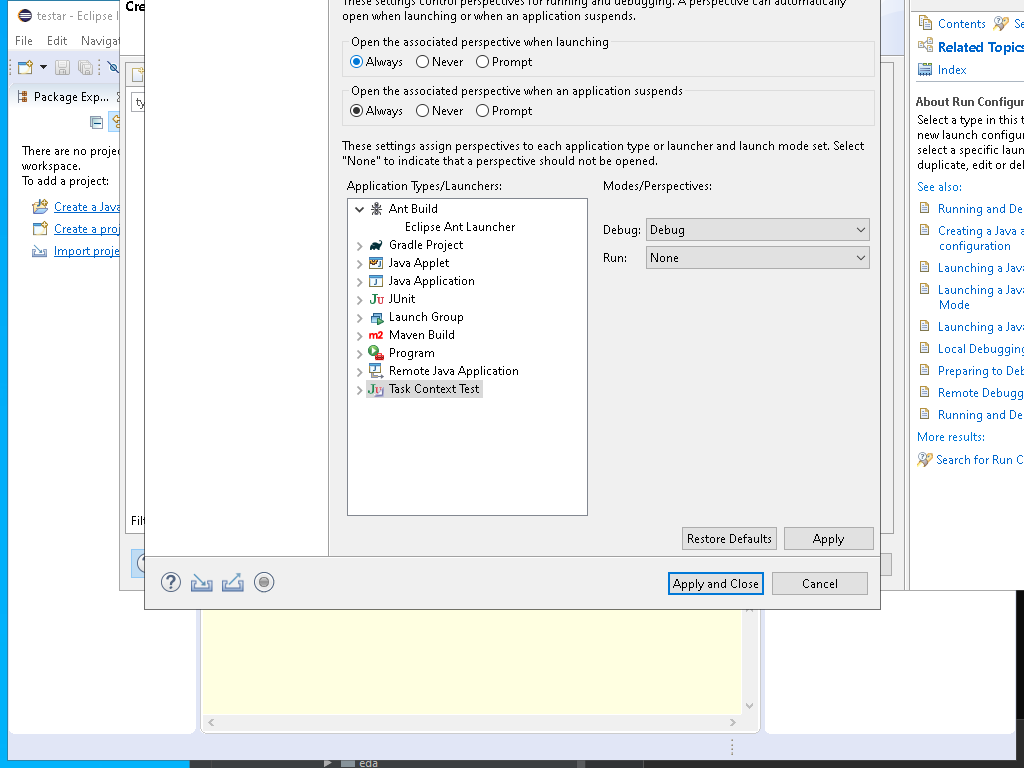 testar - Eclipse I
File Edit Navigat
Package Exp...
There are no proje
workspace.
To add a project:
Create a Java
Create a proj
Import proje
Cre
ty
Filt
These settings control perspectives for running and debugging. A perspective can automatically
open when launching or when an application suspends.
Open the associated perspective when launching
Always Never Prompt
Open the associated perspective when an application suspends
Always Never Prompt
These settings assign perspectives to each application type or launcher and launch mode set. Select
"None" to indicate that a perspective should not be opened.
Application Types/Launchers:
Ant Build
Eclipse Ant Launcher
Gradle Project
Java Applet
Java Application
JUnit
Launch Group
Maven Build
Program
Remote Java Application
Task Context Test
Modes/Perspectives:
Debug: Debug
Run: None
Restore Defaults Apply
Apply and Close Cancel
Contents Se
Related Topics
Index
About Run Configur
Select a type in this t
new launch configur
select a specific laun
duplicate, edit or del
See also:
Running and De
Creating a Java a
configuration
Launching a Java
Launching a Java
Mode
Launching a Java
Local Debugging
Preparing to Deb
Remote Debugg
Running and De
More results:
Search for Run C
eda